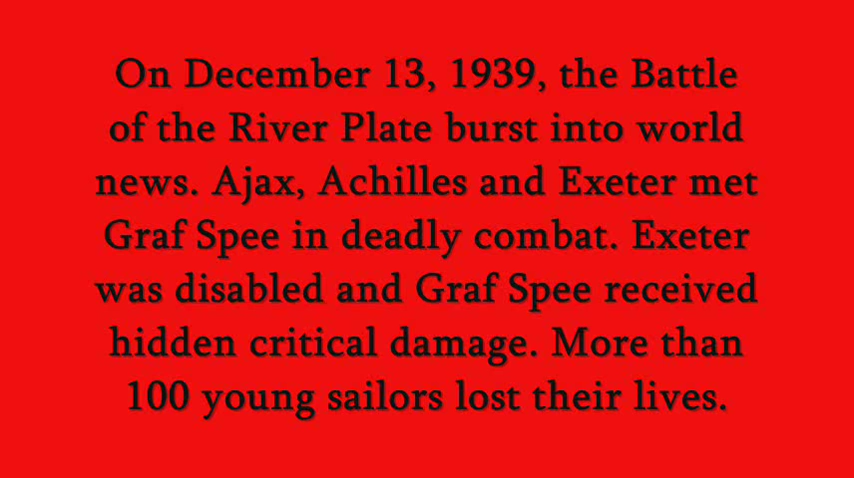 On December 13, 1939, the Battle
of the River Plate burst into world
news. Ajax, Achilles and Exeter met
Graf Spee in deadly combat. Exeter
was disabled and Graf Spee received
hidden critical damage. More than
100 young sailors lost their lives.